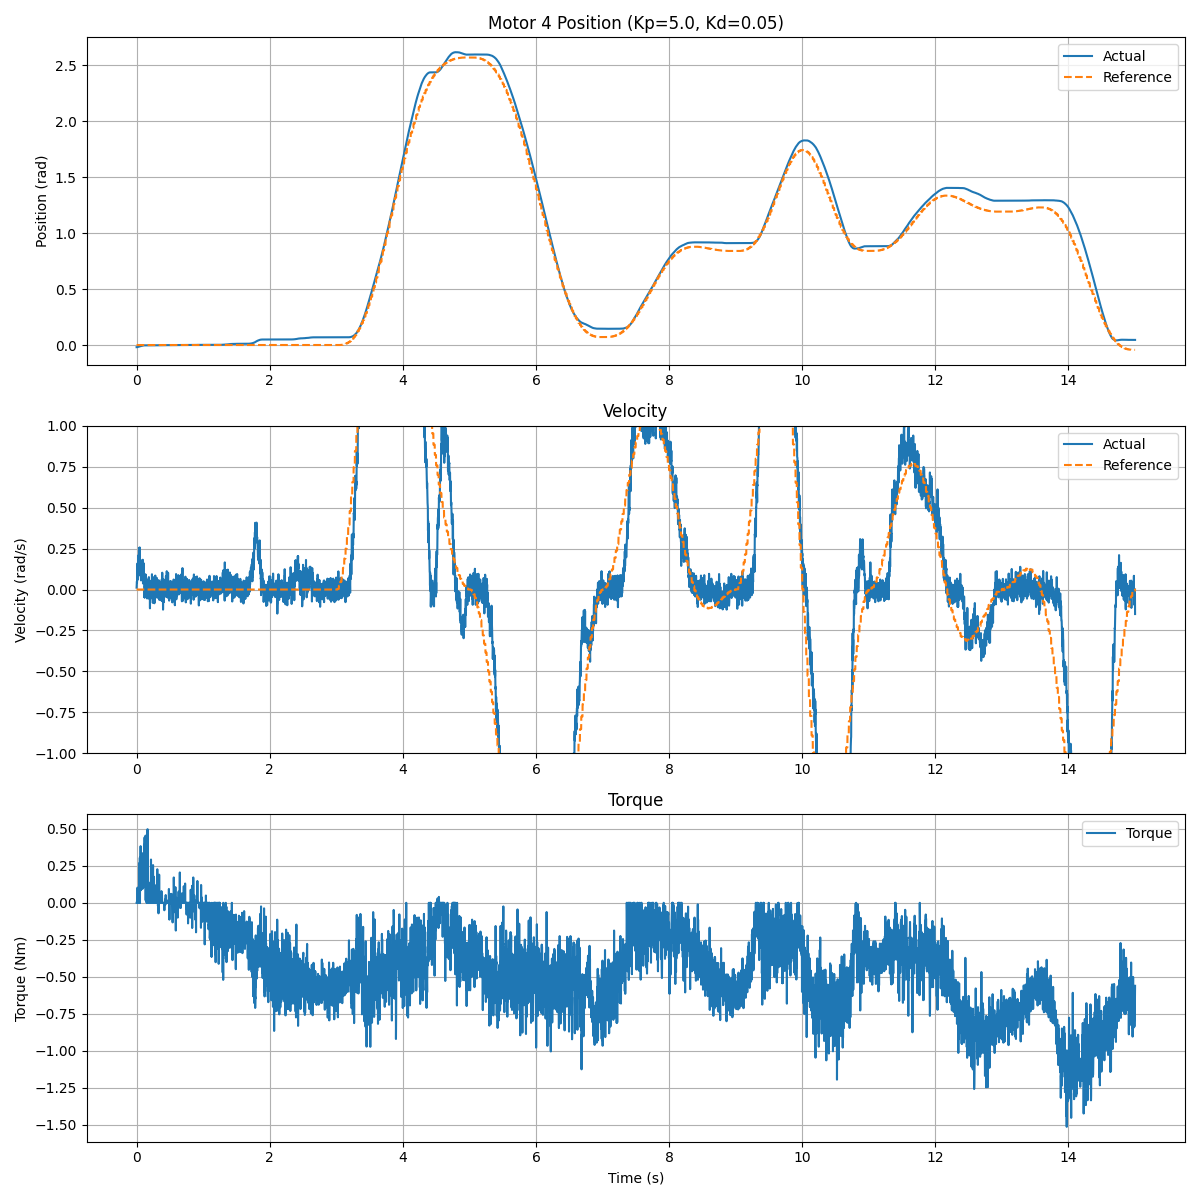 Motor 4 Position (Kp=5.0, Kd=0.05)
Position (rad)
2.5
2.0
1.5
1.0
0.5
0.0
Actual
Reference
0 2 4 6 8 10 12 14
Velocity
Velocity (rad/s)
1.00
0.75
0.50
0.25
0.00
−0.25
−0.50
−0.75
−1.00
Actual
Reference
0 2 4 6 8 10 12 14
Torque
Torque (Nm)
0.50
0.25
0.00
−0.25
−0.50
−0.75
−1.00
−1.25
−1.50
Torque
0 2 4 6 8 10 12 14
Time (s)